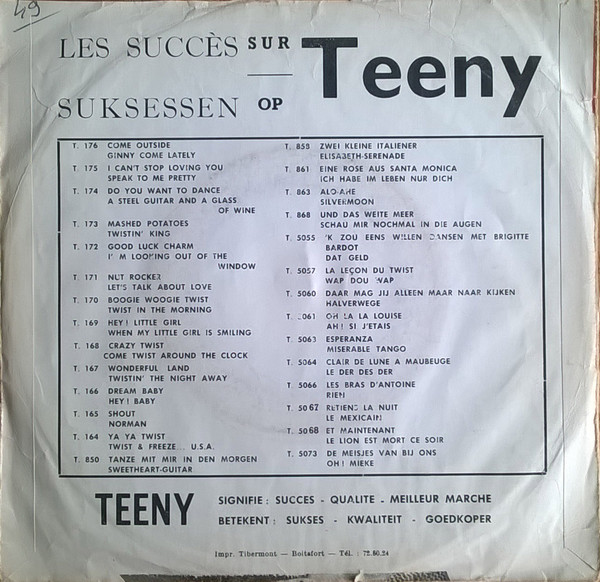 49
LES SUCCÈS SUR Teeny
SUKSESSEN OP
T. 176 COME OUTSIDE
GINNY COME LATELY
T. 175 I CAN'T STOP LOVING YOU
SPEAK TO ME PRETTY
T. 174 DO YOU WANT TO DANCE
A STEEL GUITAR AND A GLASS
OF WINE
T. 173 MASHED POTATOES
TWISTIN' KING
T. 172 GOOD LUCK CHARM
I'M LOOKING OUT OF THE
WINDOW
T. 171 NUT ROCKER
LET'S TALK ABOUT LOVE
T. 170 BOOGIE WOOGIE TWIST
TWIST IN THE MORNING
T. 169 HEY! LITTLE GIRL
WHEN MY LITTLE GIRL IS SMILING
T. 168 CRAZY TWIST
COME TWIST AROUND THE CLOCK
T. 167 WONDERFUL LAND
TWISTIN' THE NIGHT AWAY
T. 166 DREAM BABY
HEY! BABY
T. 165 SHOUT
NORMAN
T. 164 YA YA TWIST
TWIST & FREEZE... U.S.A.
T. 850 TANZE MIT MIR IN DEN MORGEN
SWEETHEART-GUITAR
T. 858 ZWEI KLEINE ITALIENER
ELISABETH-SERENADE
T. 861 EINE ROSE AUS SANTA MONICA
ICH HABE IM LEBEN NUR DICH
T. 863 ALO-AHE
SILVERMOON
T. 868 UND DAS WEITE MEER
SCHAU MIR NOCHMAL IN DIE AUGEN
T. 5055 'K ZOU EENS WILLEN DANSEN MET BRIGITTE
BARDOT
DAT GELD
T. 5057 LA LEÇON DU TWIST
WAP DOU WAP
T. 5060 DAAR MAG JIJ ALLEEN MAAR NAAR KIJKEN
HALVERWEGE
T. 5061 OH LA LA LOUISE
AH! SI J'ETAIS
T. 5063 ESPERANZA
MISERABLE TANGO
T. 5064 CLAIR DE LUNE A MAUBEUGE
LE DER DES DER
T. 5066 LES BRAS D'ANTOINE
RIEN
T. 5067 RETIENS LA NUIT
LE MEXICAIN
T. 5068 ET MAINTENANT
LE LION EST MORT CE SOIR
T. 5073 DE MEISJES VAN BIJ ONS
OH! MIEKE
TEENY SIGNIFIE: SUCCES - QUALITE - MEILLEUR MARCHE
BETEKENT: SUKSES - KWALITEIT - GOEDKOPER
Impr. Tibermont — Boitsfort — Tél. : 72.80.24